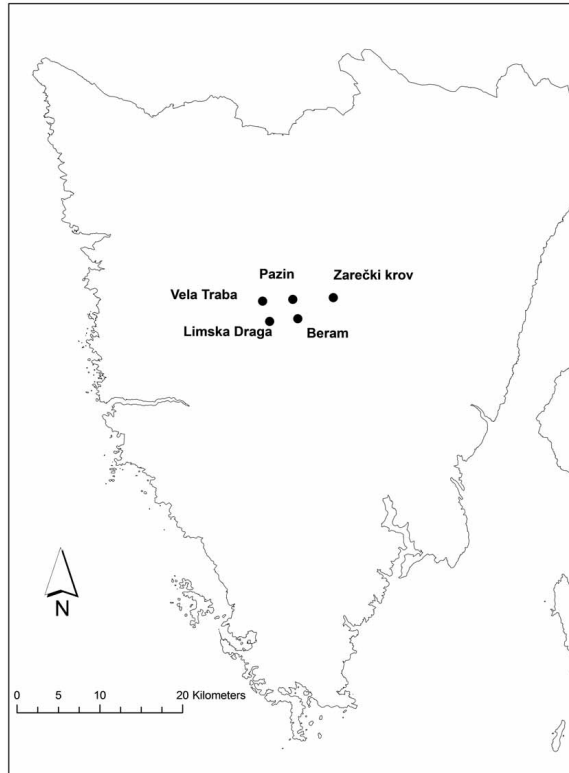 Pazin
Zarečki krov
Vela Traba
Limska Draga
Beram
N
0 5 10 20 Kilometers